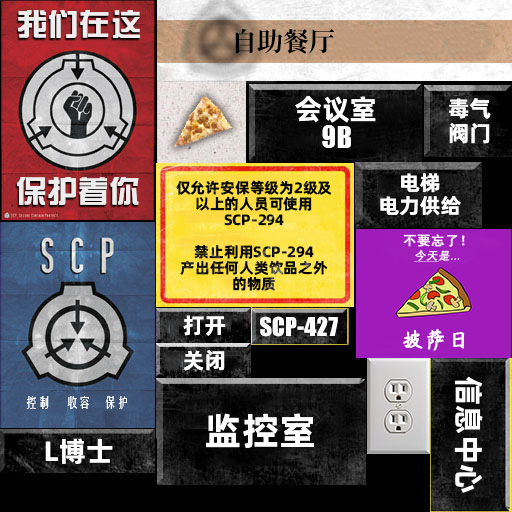 我们在这
保护着你
SCP
控制 收容 保护
L博士
自助餐厅
会议室
9B
毒气
阀门
仅允许安保等级为2级及
以上的人员可使用
SCP-294
禁止利用SCP-294
产出任何人类饮品之外
的物质
电梯
电力供给
不要忘了!
今天是...
披萨日
打开
SCP-427
关闭
监控室
信息中心